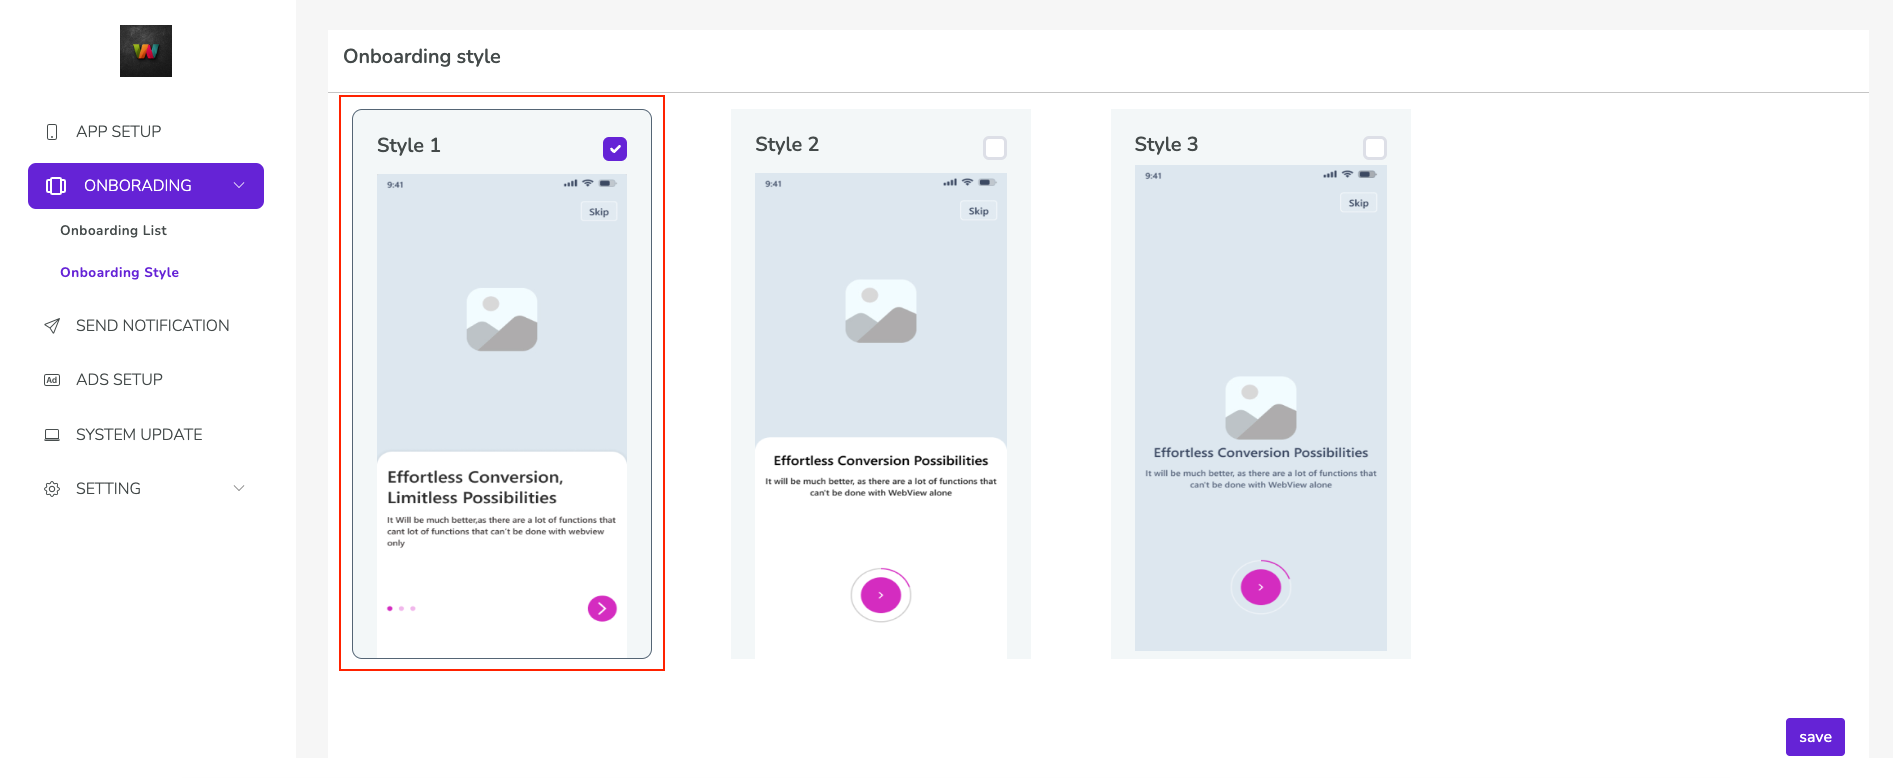 APP SETUP
ONBORADING
Onboarding List
Onboarding Style
SEND NOTIFICATION
Ad
ADS SETUP
SYSTEM UPDATE
SETTING
Onboarding style
Style 1
9:41
Skip
Effortless Conversion,
Limitless Possibilities
It Will be much better,as there are a lot of functions that
cant lot of functions that can't be done with webview
only
Style 2
9:41
Skip
Effortless Conversion Possibilities
It will be much better, as there are a lot of functions that
can't be done with WebView alone
Style 3
9:41
Skip
Effortless Conversion Possibilities
It will be much better, as there are a lot of functions that
can't be done with WebView alone
save